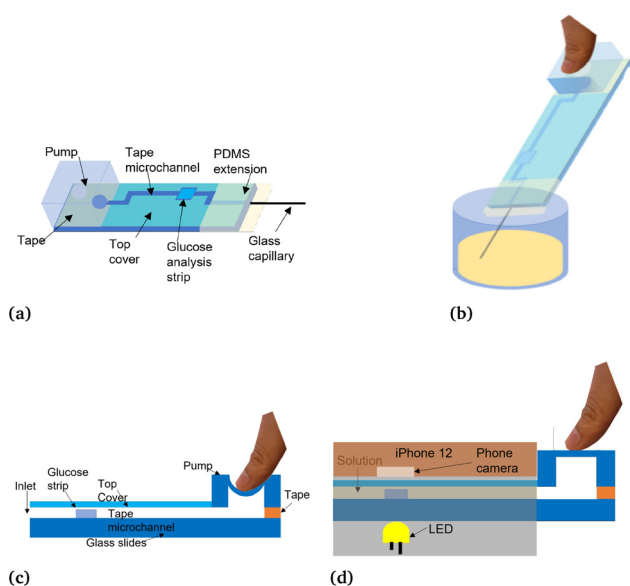 Pump
Tape
microchannel
PDMS
extension
Tape
Top
cover
Glucose
analysis
strip
Glass
capillary
(a)
(b)
Glucose
strip
Inlet
Top
Cover
Pump
Tape
Tape
microchannel
Glass slides
(c)
iPhone 12
Phone
camera
Solution
LED
(d)